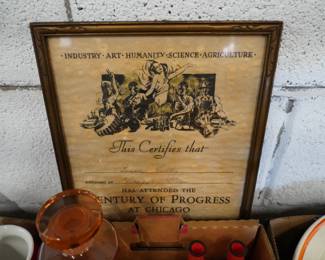 · INDUSTRY · ART · HUMANITY · SCIENCE · AGRICULTURE ·
This Certifies that
HAS ATTENDED THE
CENTURY OF PROGRESS
AT CHICAGO